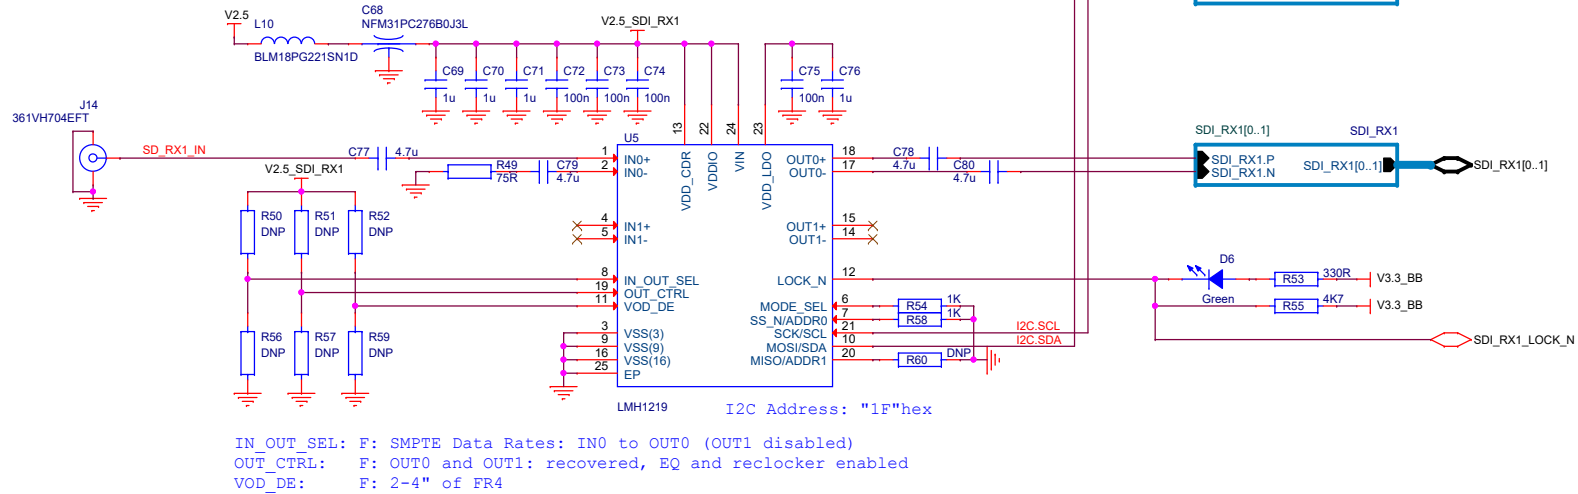 V2.5
L10
BLM18PG221SN1D
C68
NFM31PC276B0J3L
V2.5_SDI_RX1
C69
1u
C70
1u
C71
1u
C72
100n
C73
100n
C74
100n
C75
100n
C76
1u
J14
361VH704EFT
SD_RX1_IN
C77
4.7u
R49
75R
C79
4.7u
V2.5_SDI_RX1
R50
DNP
R51
DNP
R52
DNP
R56
DNP
R57
DNP
R59
DNP
U5
13
22
24
23
VDD_CDR
VDDIO
VIN
VDD_LDO
1
IN0+
2
IN0-
4
IN1+
5
IN1-
8
IN_OUT_SEL
19
OUT_CTRL
11
VOD_DE
3
VSS(3)
9
VSS(9)
16
VSS(16)
25
EP
OUT0+
18
OUT0-
17
OUT1+
15
OUT1-
14
LOCK_N
12
MODE_SEL
6
SS_N/ADDR0
7
SCK/SCL
21
MOSI/SDA
10
MISO/ADDR1
20
C78
4.7u
C80
4.7u
R54
1K
R58
1K
I2C.SCL
I2C.SDA
R60
DNP
SDI_RX1[0..1]
SDI_RX1
SDI_RX1.P
SDI_RX1.N
SDI_RX1[0..1]
SDI_RX1[0..1]
D6
Green
R53
330R
V3.3_BB
R55
4K7
V3.3_BB
SDI_RX1_LOCK_N
LMH1219
I2C Address: "1F"hex
IN_OUT_SEL: F: SMPTE Data Rates: IN0 to OUT0 (OUT1 disabled)
OUT_CTRL: F: OUT0 and OUT1: recovered, EQ and reclocker enabled
VOD_DE: F: 2-4" of FR4